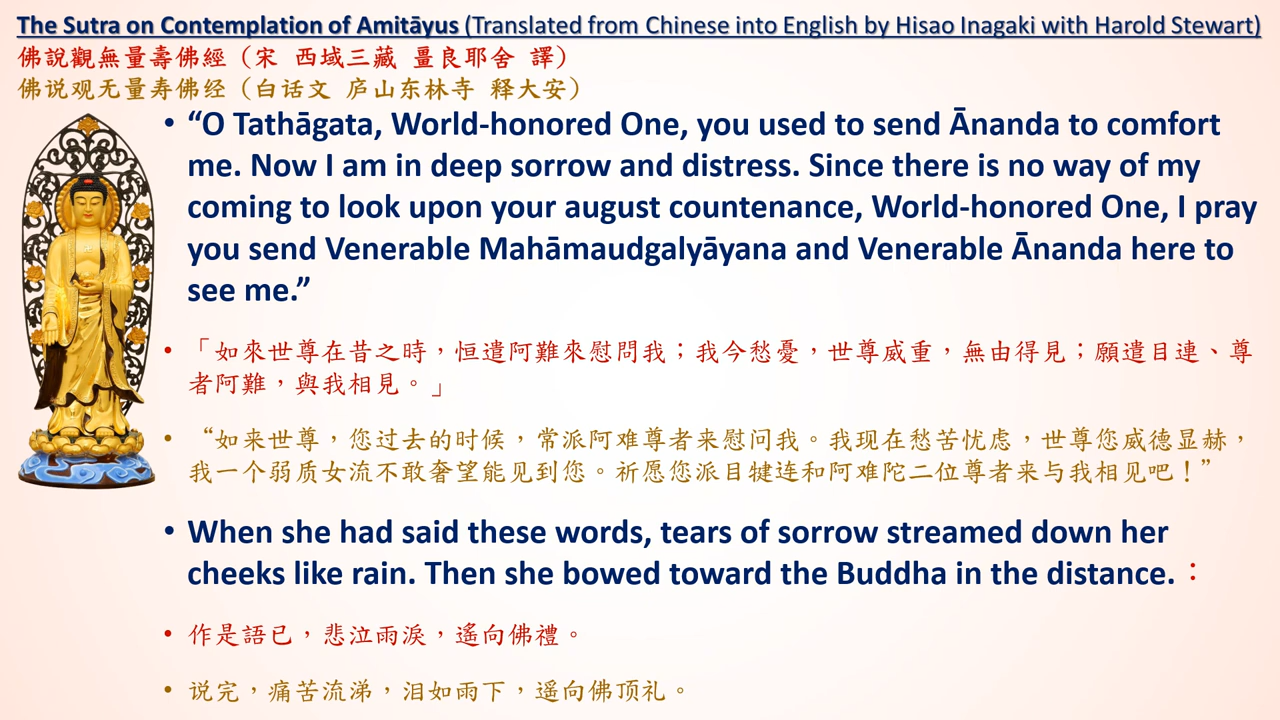 The Sutra on Contemplation of Amitāyus (Translated from Chinese into English by Hisao Inagaki with Harold Stewart)
佛說觀無量壽佛經（宋 西域三藏 畺良耶舍 譯）
佛说观无量寿佛经（白话文 庐山东林寺 释大安）
• “O Tathāgata, World-honored One, you used to send Ānanda to comfort
me. Now I am in deep sorrow and distress. Since there is no way of my
coming to look upon your august countenance, World-honored One, I pray
you send Venerable Mahāmaudgalyāyana and Venerable Ānanda here to
see me.”
• 「如來世尊在昔之時，恒遣阿難來慰問我；我今愁憂，世尊威重，無由得見；願遣目連、尊
者阿難，與我相見。」
• “如来世尊，您过去的时候，常派阿难尊者来慰问我。我现在愁苦忧虑，世尊您威德显赫，
我一个弱质女流不敢奢望能见到您。祈愿您派目犍连和阿难陀二位尊者来与我相见吧！”
• When she had said these words, tears of sorrow streamed down her
cheeks like rain. Then she bowed toward the Buddha in the distance.：
• 作是語已，悲泣雨淚，遙向佛禮。
• 说完，痛苦流涕，泪如雨下，遥向佛顶礼。